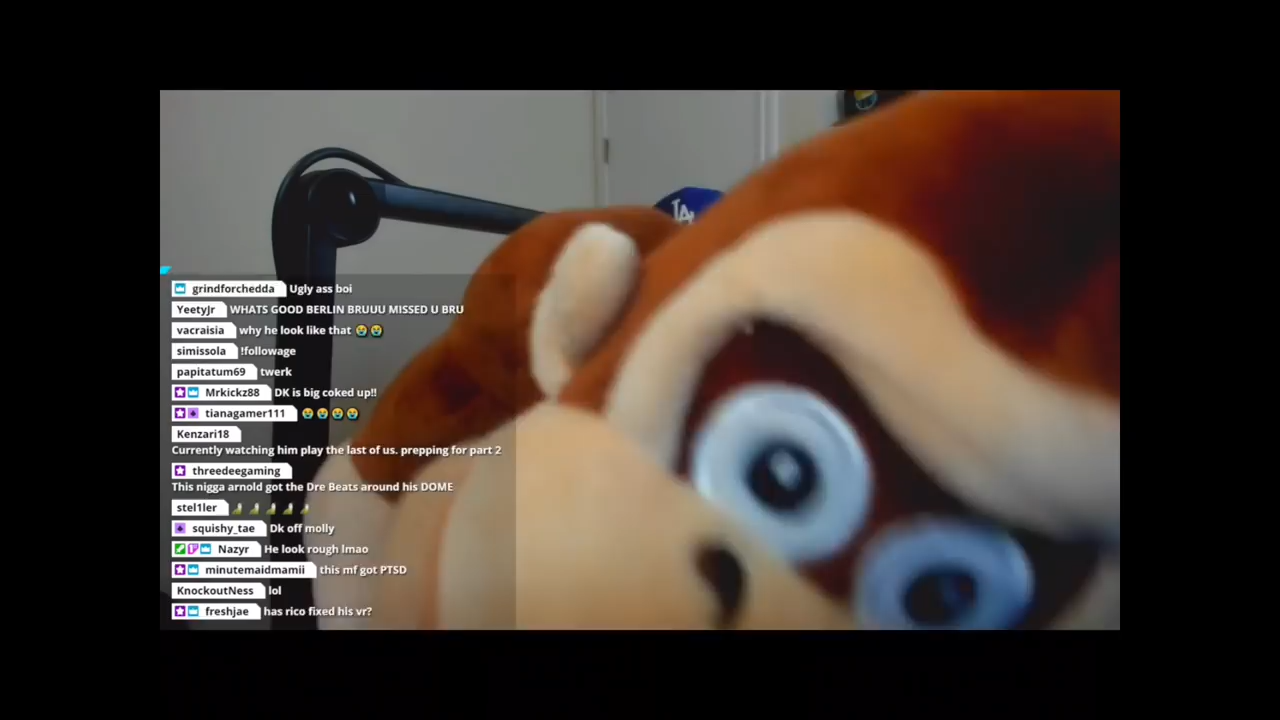 LA
grindforchedda Ugly ass boi
YeetyJr WHATS GOOD BERLIN BRUUU MISSED U BRU
vacraisia why he look like that 😭😭
simissola !followage
papitatum69 twerk
Mrkickz88 DK is big coked up!!
tianagamer111 😭😭😭😭
Kenzari18
Currently watching him play the last of us. prepping for part 2
threedeegaming
This nigga arnold got the Dre Beats around his DOME
stel1ler 🍌🍌🍌🍌🍌
squishy_tae Dk off molly
Nazyr He look rough lmao
minutemaidmamii this mf got PTSD
KnockoutNess lol
freshjae has rico fixed his vr?